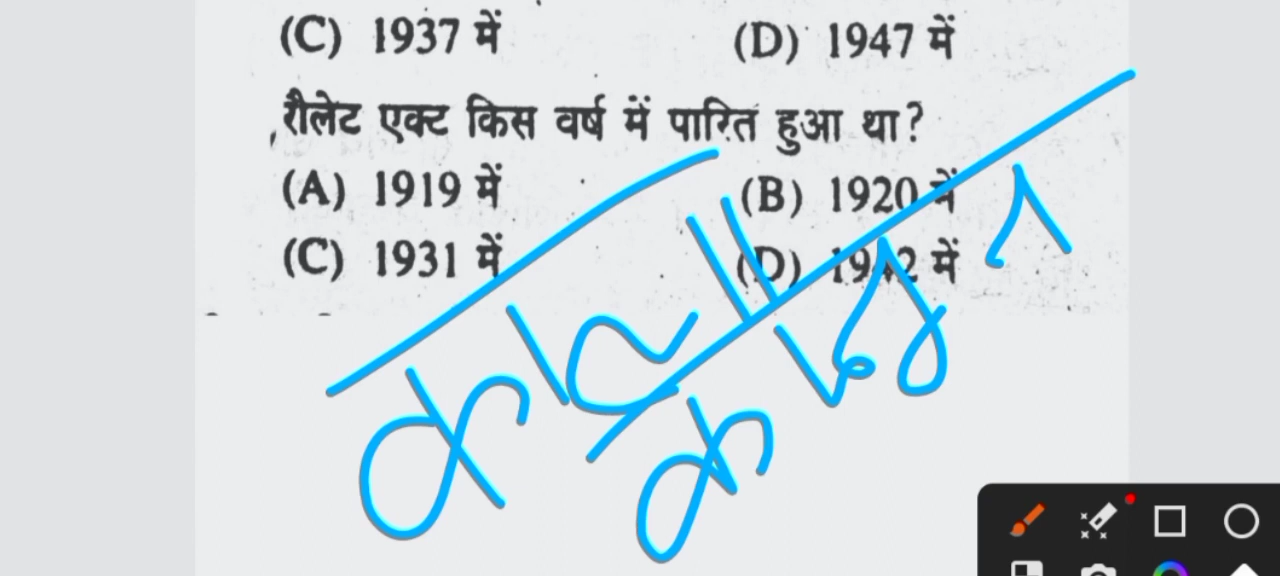 (C) 1937 में (D) 1947 में
रौलेट एक्ट किस वर्ष में पारित हुआ था?
(A) 1919 में (B) 1920 में
(C) 1931 में (D) 1942 में